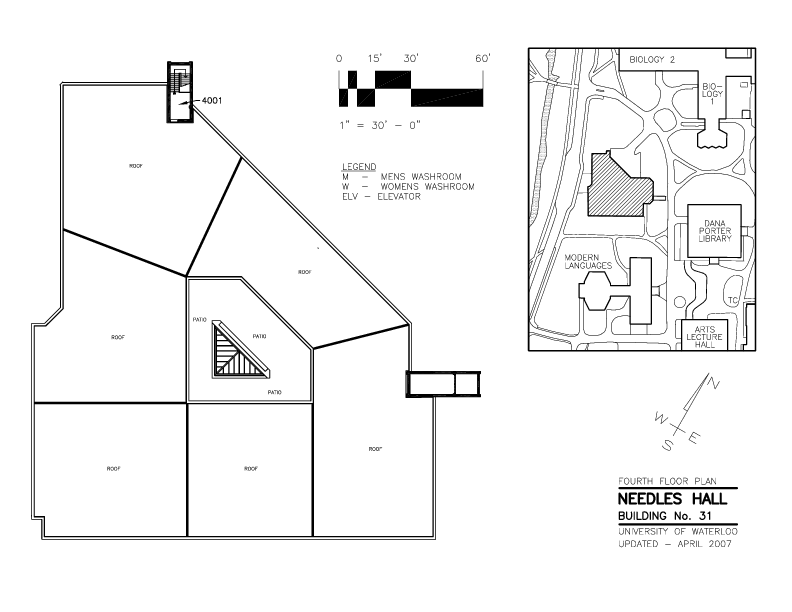 0 15' 30' 60'
1" = 30' - 0"
LEGEND
M - MENS WASHROOM
W - WOMENS WASHROOM
ELV - ELEVATOR
4001
ROOF
ROOF
PATIO
PATIO
ROOF
PATIO
ROOF
ROOF
ROOF
BIOLOGY 2
BIO-
LOGY
1
DANA
PORTER
LIBRARY
MODERN
LANGUAGES
TC
ARTS
LECTURE
HALL
N
W E
S
FOURTH FLOOR PLAN
NEEDLES HALL
BUILDING No. 31
UNIVERSITY OF WATERLOO
UPDATED - APRIL 2007